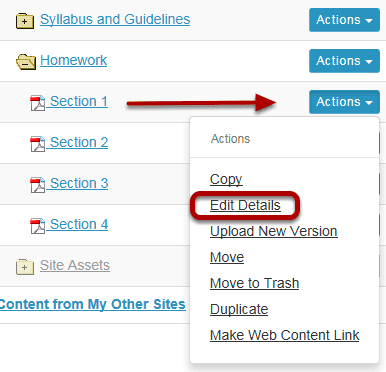 Syllabus and Guidelines Actions
Homework Actions
Section 1 Actions
Section 2
Section 3
Section 4
Site Assets
Content from My Other Sites
Actions
Copy
Edit Details
Upload New Version
Move
Move to Trash
Duplicate
Make Web Content Link